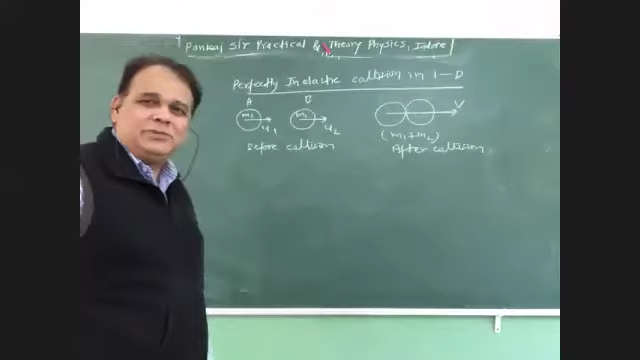 Pankaj Sir Practical & Theory Physics, Indore
Perfectly Inelastic collision in 1-D
A B
m₁ u₁ m₂ u₂ V
(m₁+m₂)
Before collision After collision